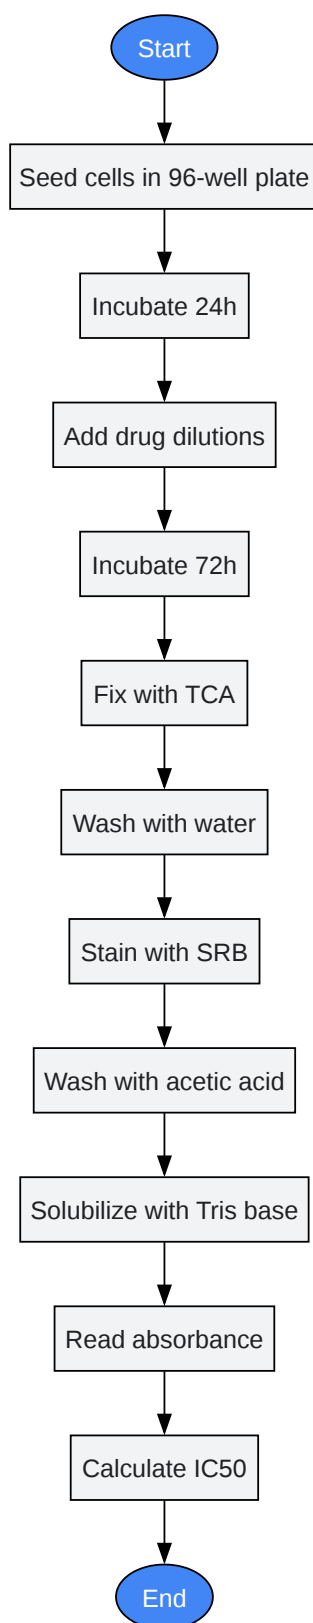 Start
Seed cells in 96-well plate
Incubate 24h
Add drug dilutions
Incubate 72h
Fix with TCA
Wash with water
Stain with SRB
Wash with acetic acid
Solubilize with Tris base
Read absorbance
Calculate IC50
End